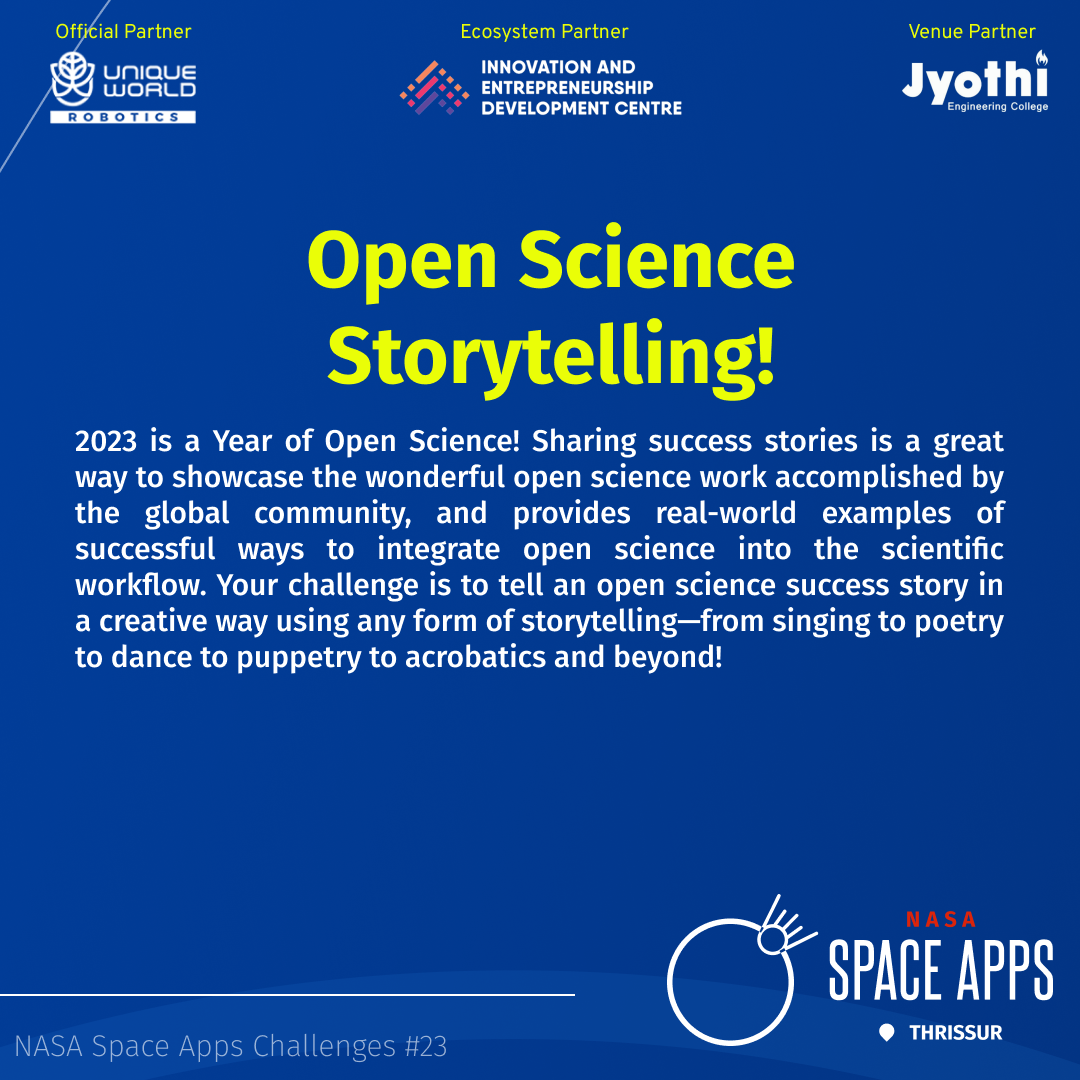 Official Partner
UNIQUE
WORLD
ROBOTICS
Ecosystem Partner
INNOVATION AND
ENTREPRENEURSHIP
DEVELOPMENT CENTRE
Venue Partner
Jyothi
Engineering College
Open Science
Storytelling!
2023 is a Year of Open Science! Sharing success stories is a great
way to showcase the wonderful open science work accomplished by
the global community, and provides real-world examples of
successful ways to integrate open science into the scientific
workflow. Your challenge is to tell an open science success story in
a creative way using any form of storytelling—from singing to poetry
to dance to puppetry to acrobatics and beyond!
NASA
SPACE APPS
THRISSUR
NASA Space Apps Challenges #23